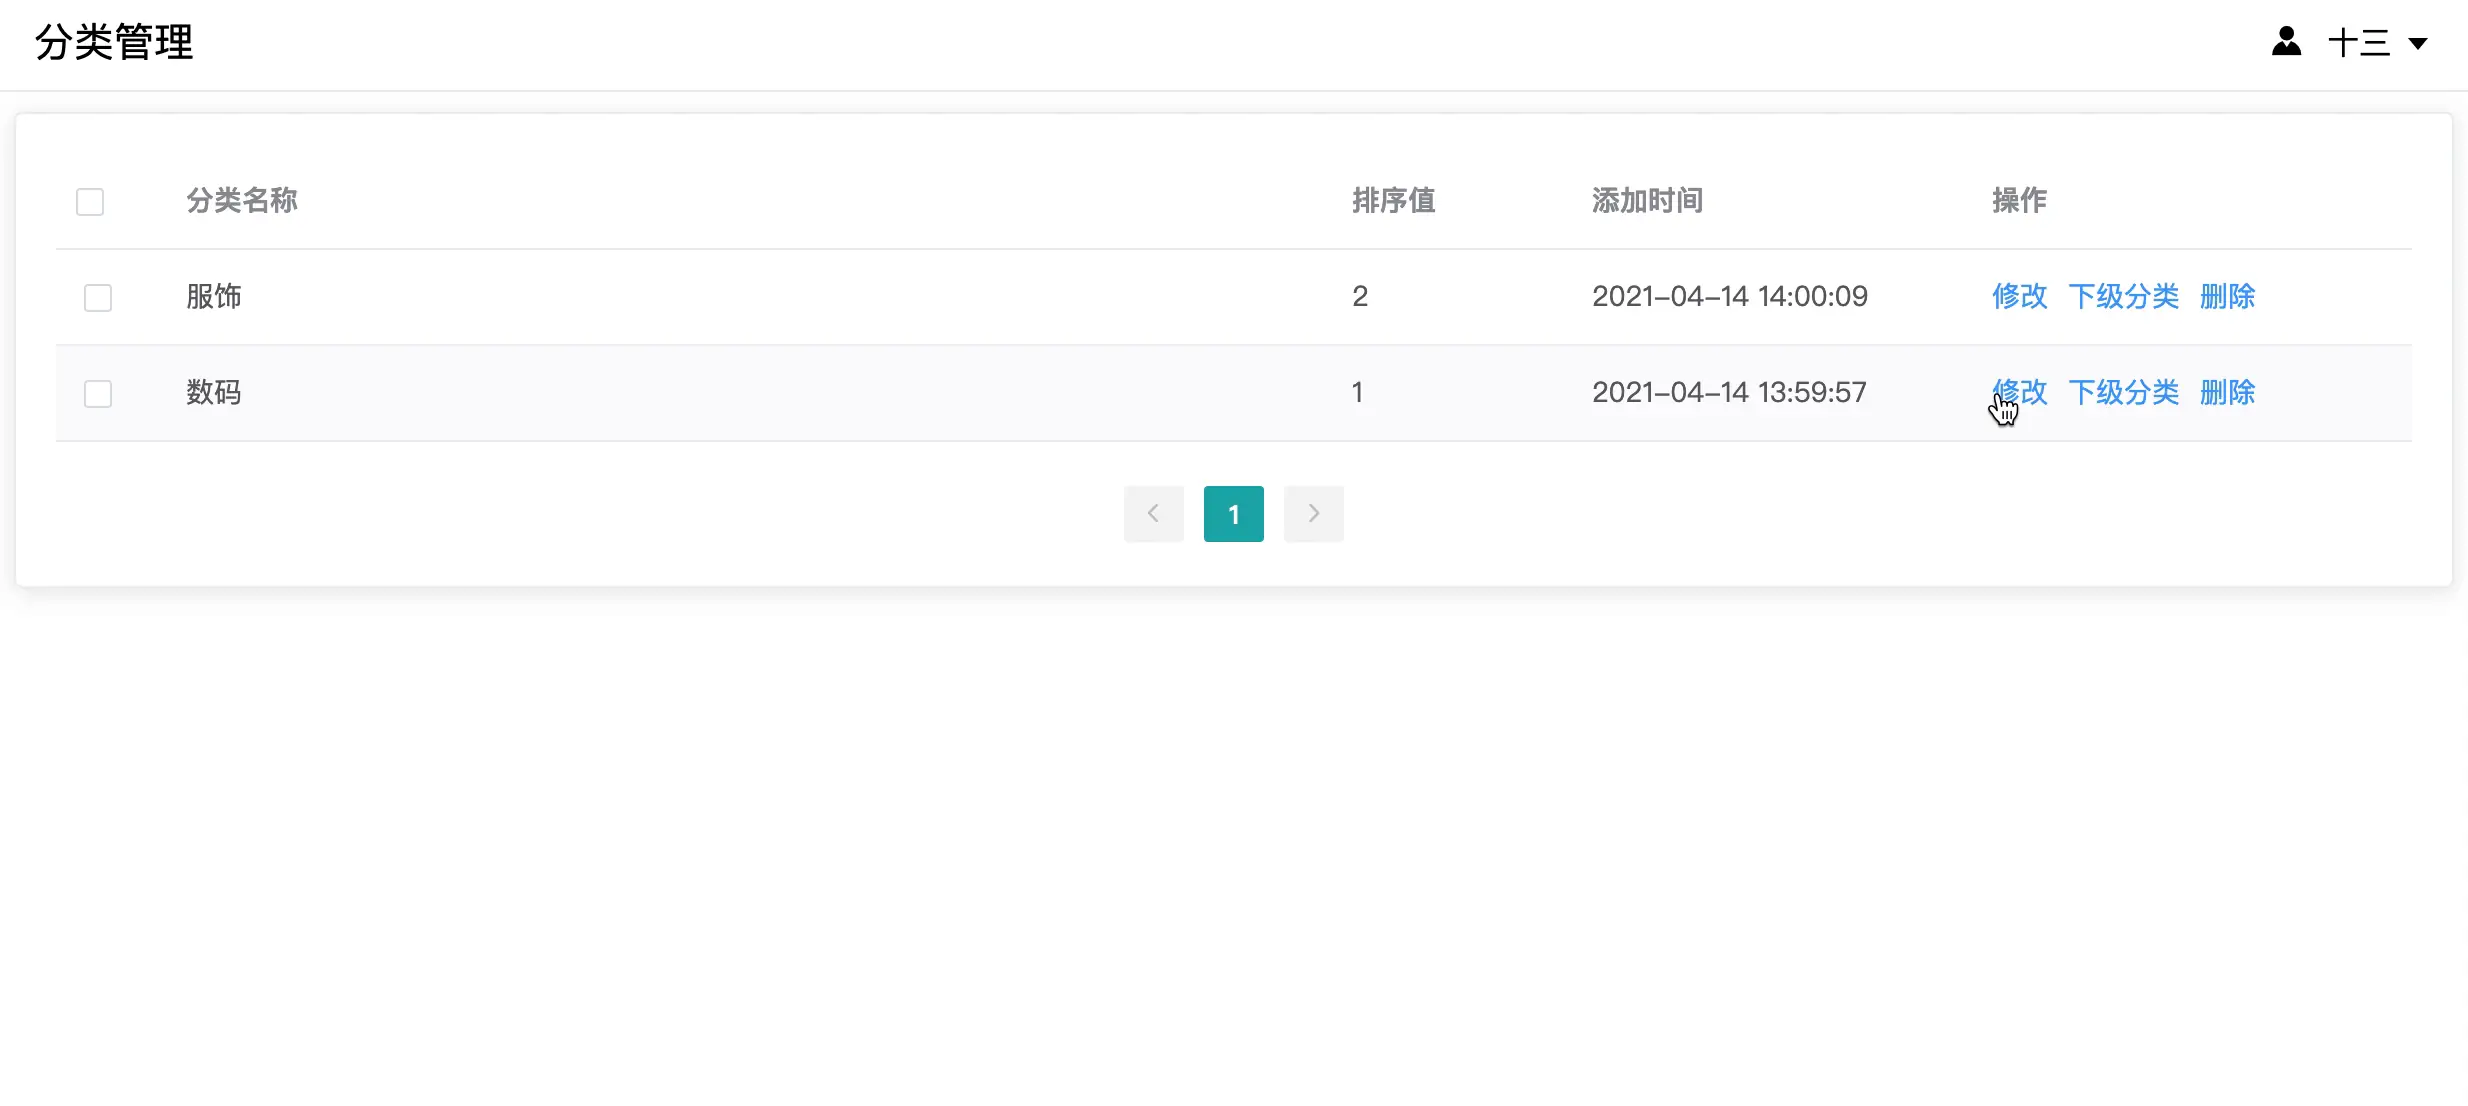 分类管理 十三
分类名称 排序值 添加时间 操作
服饰 2 2021-04-14 14:00:09 修改 下级分类 删除
数码 1 2021-04-14 13:59:57 修改 下级分类 删除
1